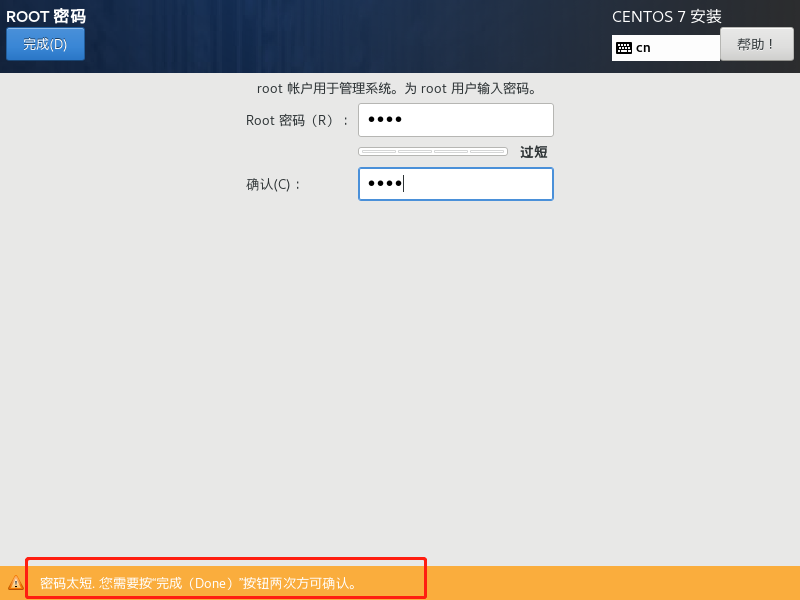 ROOT 密码
CENTOS 7 安装
完成(D)
cn
帮助！
root 帐户用于管理系统。为 root 用户输入密码。
Root 密码（R）：
••••
过短
确认(C)：
••••
密码太短. 您需要按“完成（Done）”按钮两次方可确认。